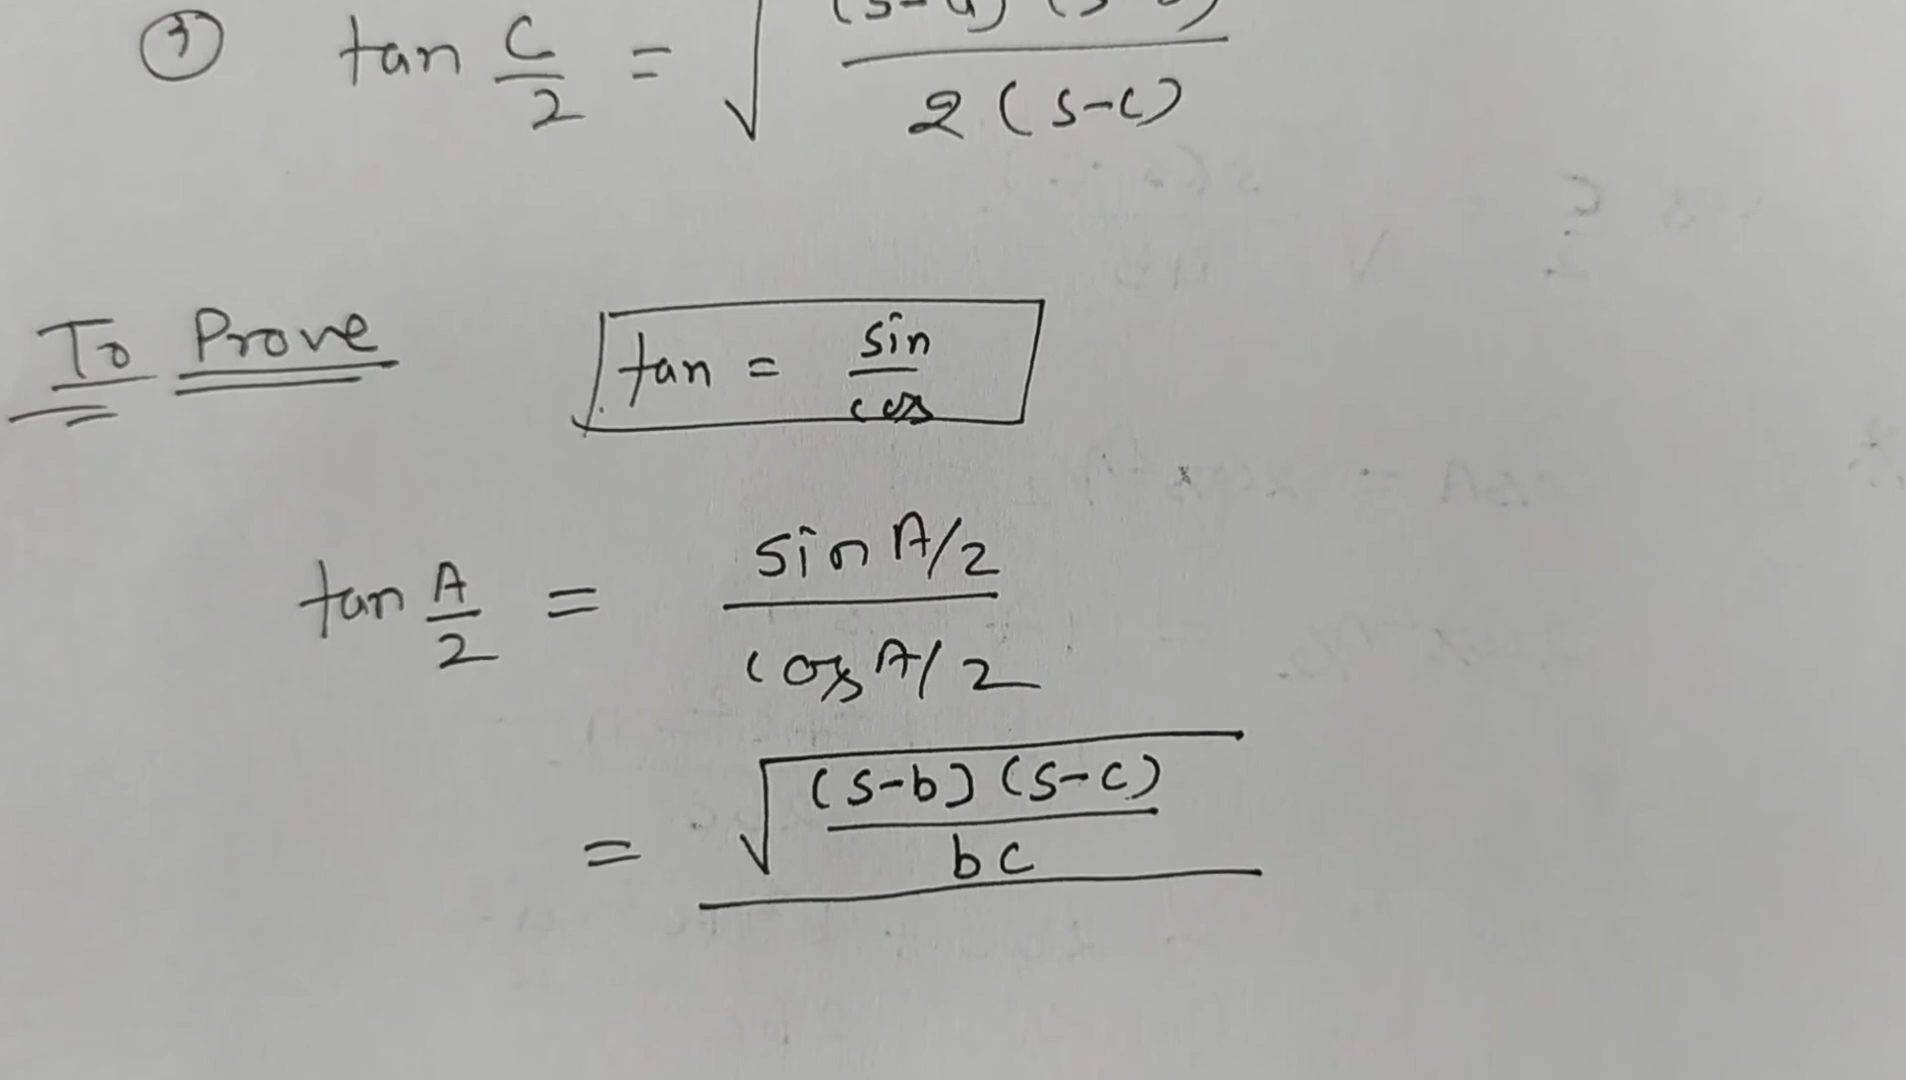 ③ tan C/2 = √ (s-a) (s-b) / 2 (s-c)
To Prove tan = sin / cos
tan A/2 = sin A/2 / cos A/2
= √ (s-b) (s-c) / bc